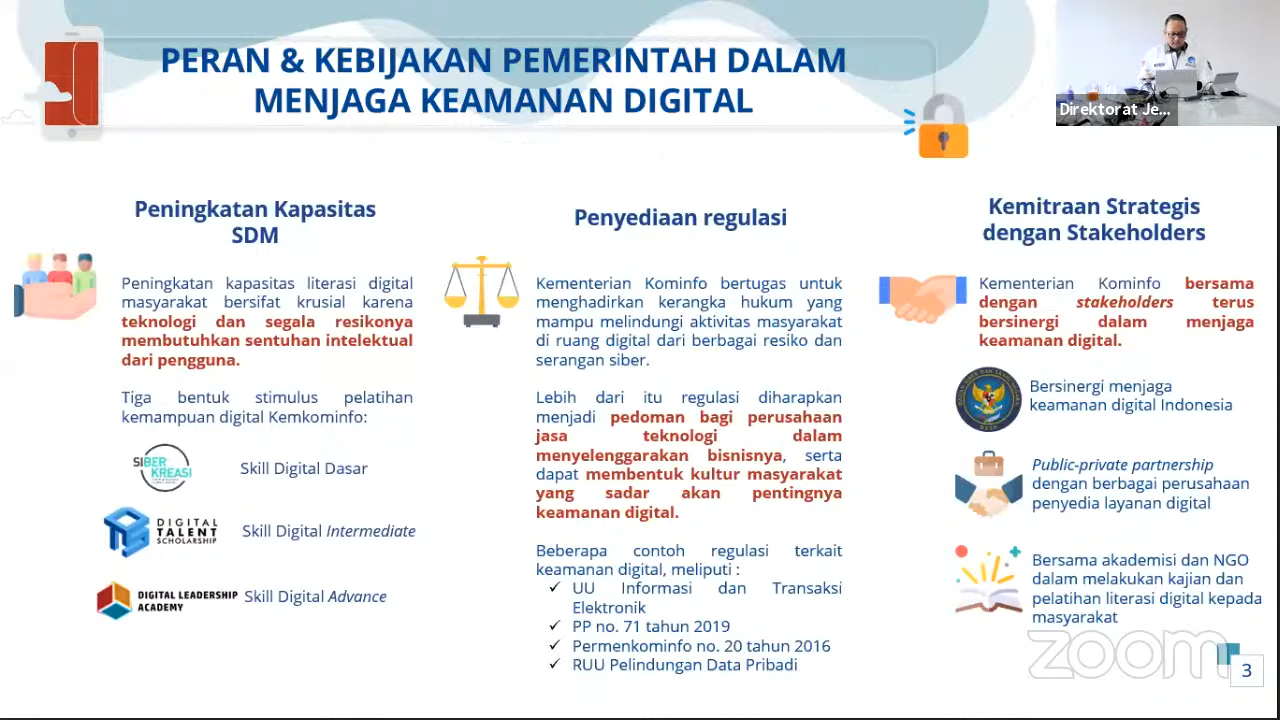 PERAN & KEBIJAKAN PEMERINTAH DALAM
MENJAGA KEAMANAN DIGITAL
Direktorat Je...
Peningkatan Kapasitas
SDM
Peningkatan kapasitas literasi digital
masyarakat bersifat krusial karena
teknologi dan segala resikonya
membutuhkan sentuhan intelektual
dari pengguna.
Tiga bentuk stimulus pelatihan
kemampuan digital Kemkominfo:
SIBER
KREASI
Skill Digital Dasar
DIGITAL
TALENT
SCHOLARSHIP
Skill Digital Intermediate
DIGITAL LEADERSHIP
ACADEMY
Skill Digital Advance
Penyediaan regulasi
Kementerian Kominfo bertugas untuk
menghadirkan kerangka hukum yang
mampu melindungi aktivitas masyarakat
di ruang digital dari berbagai resiko dan
serangan siber.
Lebih dari itu regulasi diharapkan
menjadi pedoman bagi perusahaan
jasa teknologi dalam
menyelenggarakan bisnisnya, serta
dapat membentuk kultur masyarakat
yang sadar akan pentingnya
keamanan digital.
Beberapa contoh regulasi terkait
keamanan digital, meliputi :
✓ UU Informasi dan Transaksi
Elektronik
✓ PP no. 71 tahun 2019
✓ Permenkominfo no. 20 tahun 2016
✓ RUU Pelindungan Data Pribadi
Kemitraan Strategis
dengan Stakeholders
Kementerian Kominfo bersama
dengan stakeholders terus
bersinergi dalam menjaga
keamanan digital.
Bersinergi menjaga
keamanan digital Indonesia
Public-private partnership
dengan berbagai perusahaan
penyedia layanan digital
Bersama akademisi dan NGO
dalam melakukan kajian dan
pelatihan literasi digital kepada
masyarakat
zoom
3